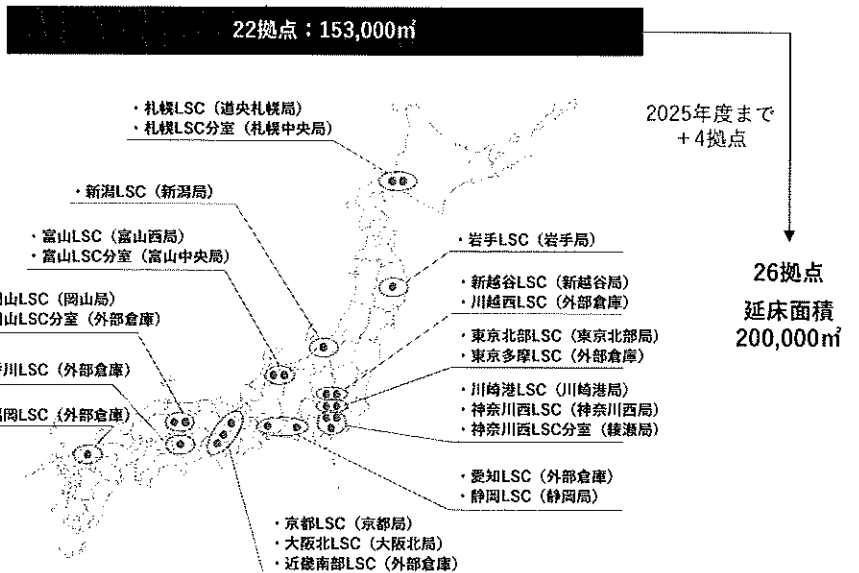 22拠点：153,000㎡
2025年度まで
＋4拠点
26拠点
延床面積
200,000㎡
・札幌LSC（道央札幌局）
・札幌LSC分室（札幌中央局）
・新潟LSC（新潟局）
・富山LSC（富山西局）
・富山LSC分室（富山中央局）
山LSC（岡山局）
山LSC分室（外部倉庫）
川LSC（外部倉庫）
岡LSC（外部倉庫）
・岩手LSC（岩手局）
・新越谷LSC（新越谷局）
・川越西LSC（外部倉庫）
・東京北部LSC（東京北部局）
・東京多摩LSC（外部倉庫）
・川崎港LSC（川崎港局）
・神奈川西LSC（神奈川西局）
・神奈川西LSC分室（綾瀬局）
・愛知LSC（外部倉庫）
・静岡LSC（静岡局）
・京都LSC（京都局）
・大阪北LSC（大阪北局）
・近畿南部LSC（外部倉庫）